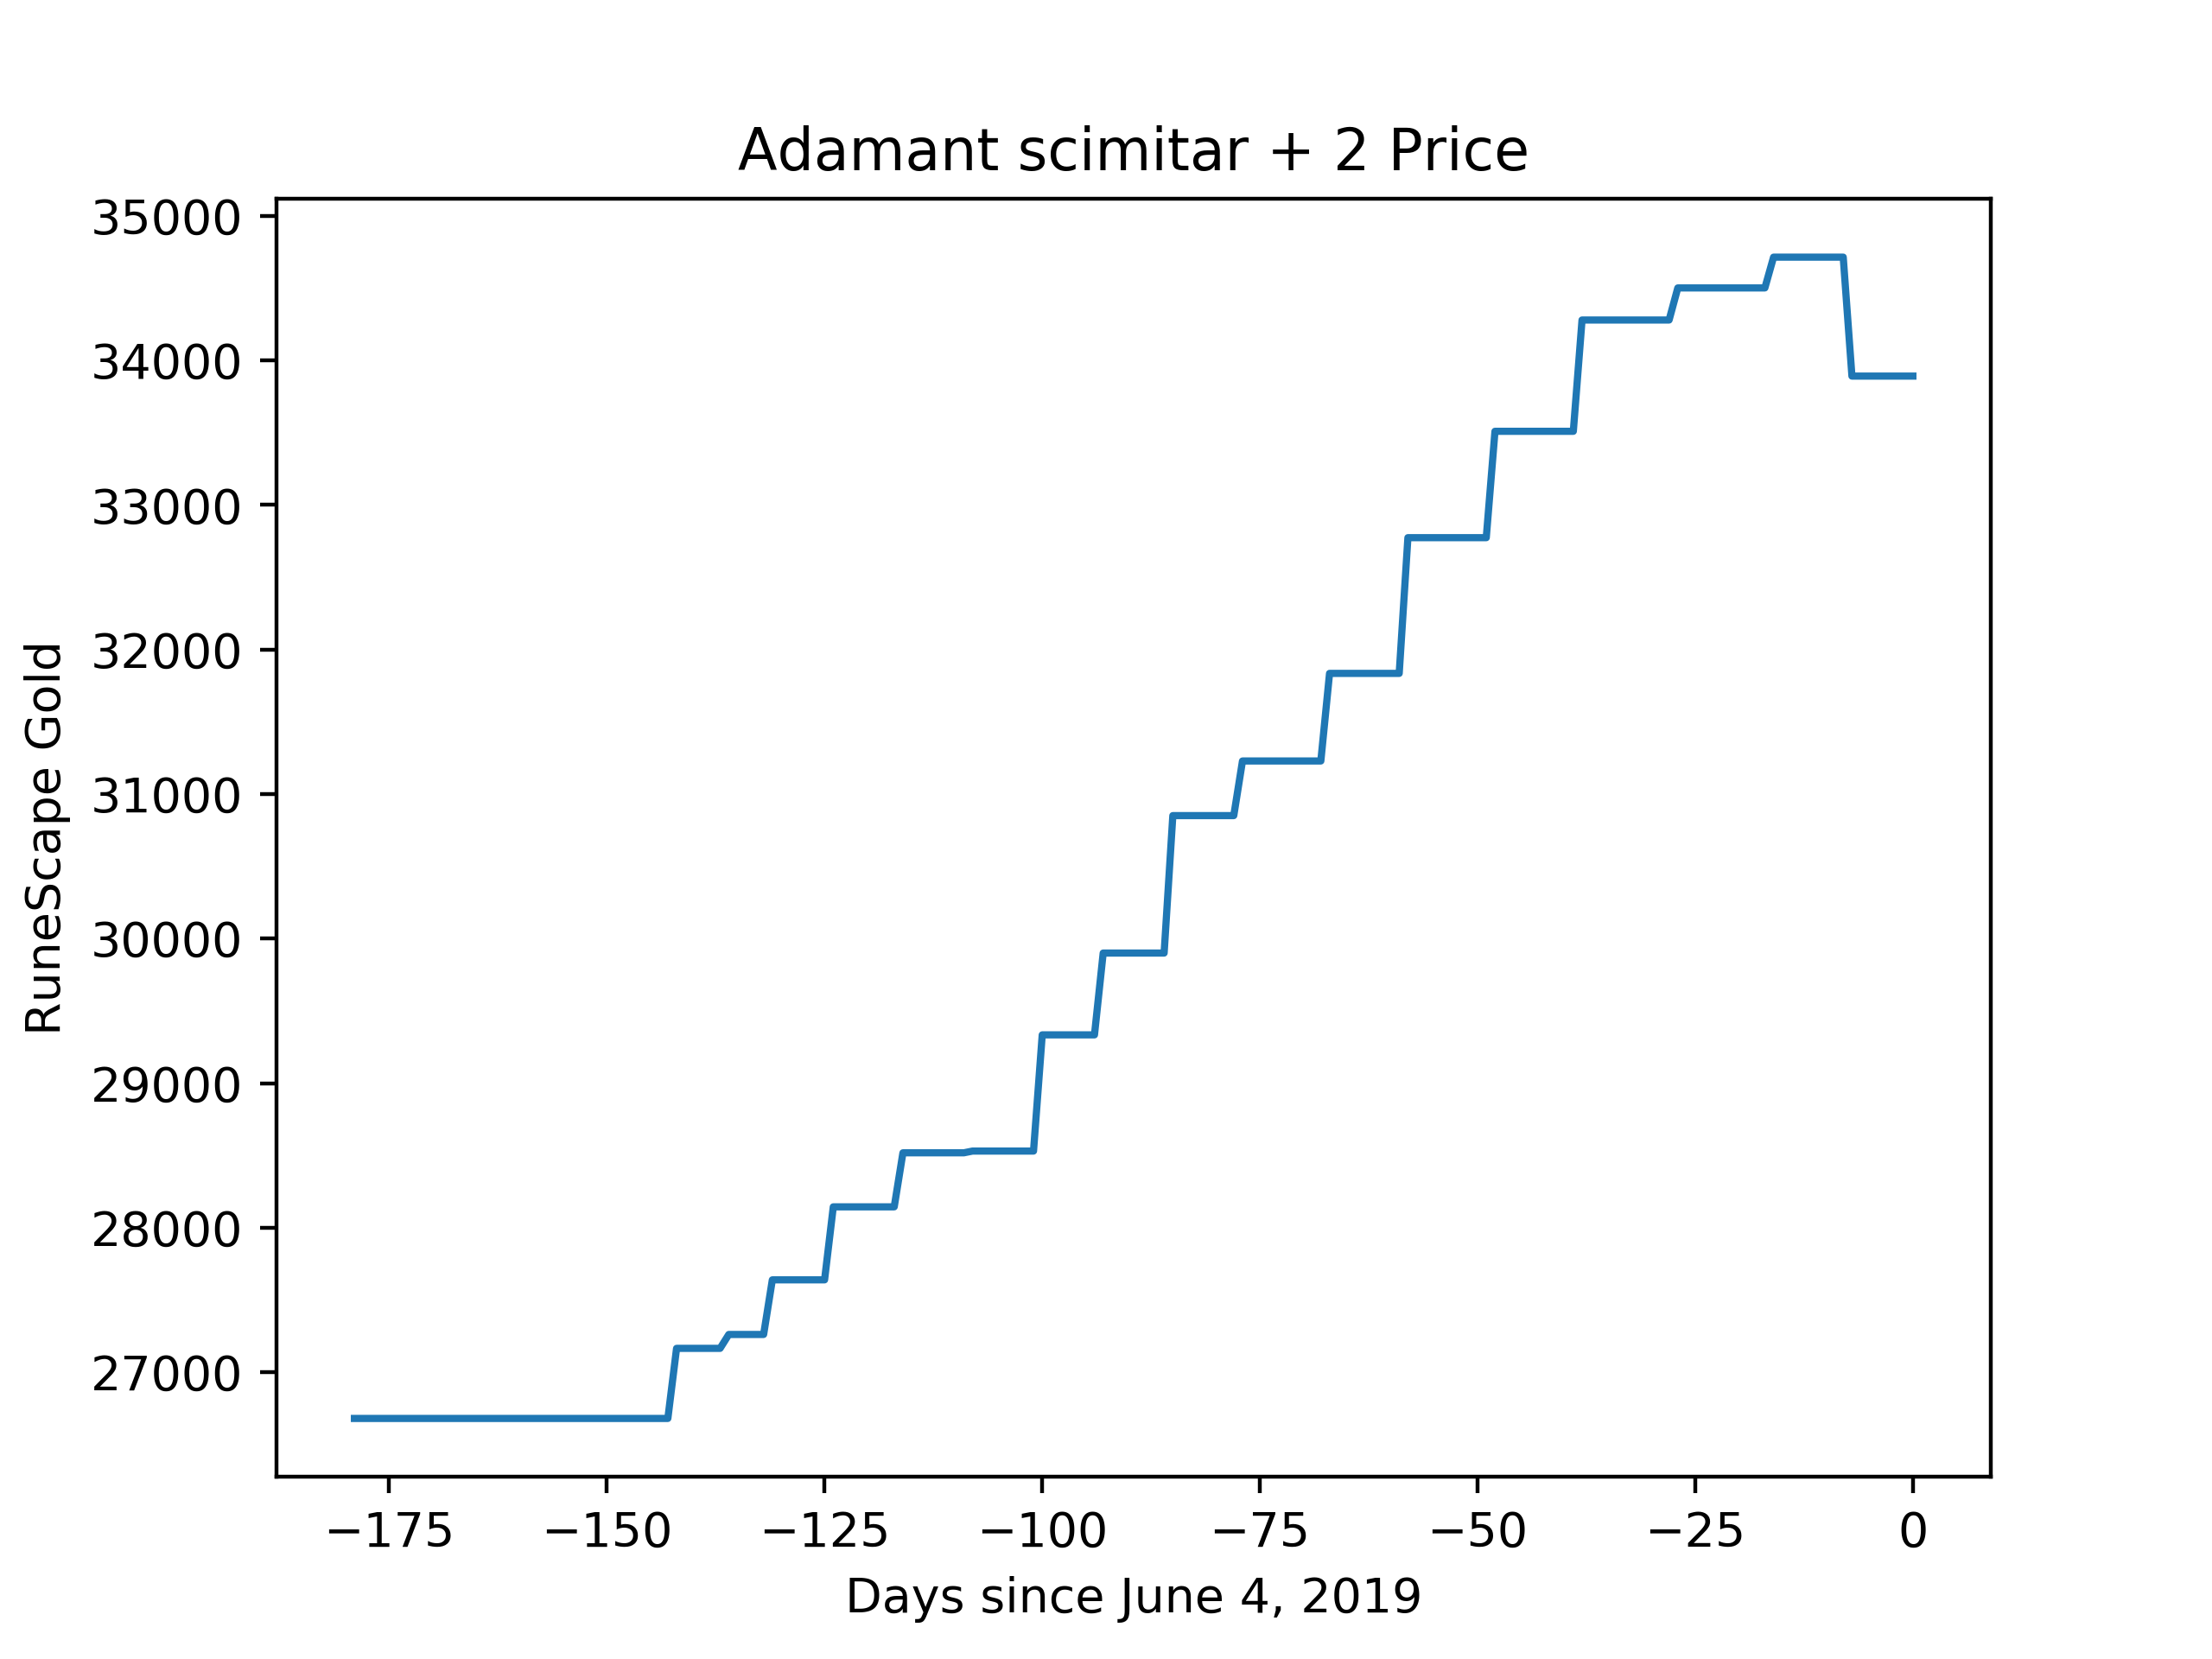 Adamant scimitar + 2 Price
35000
34000
33000
32000
31000
30000
29000
28000
27000
RuneScape Gold
−175 −150 −125 −100 −75 −50 −25 0
Days since June 4, 2019